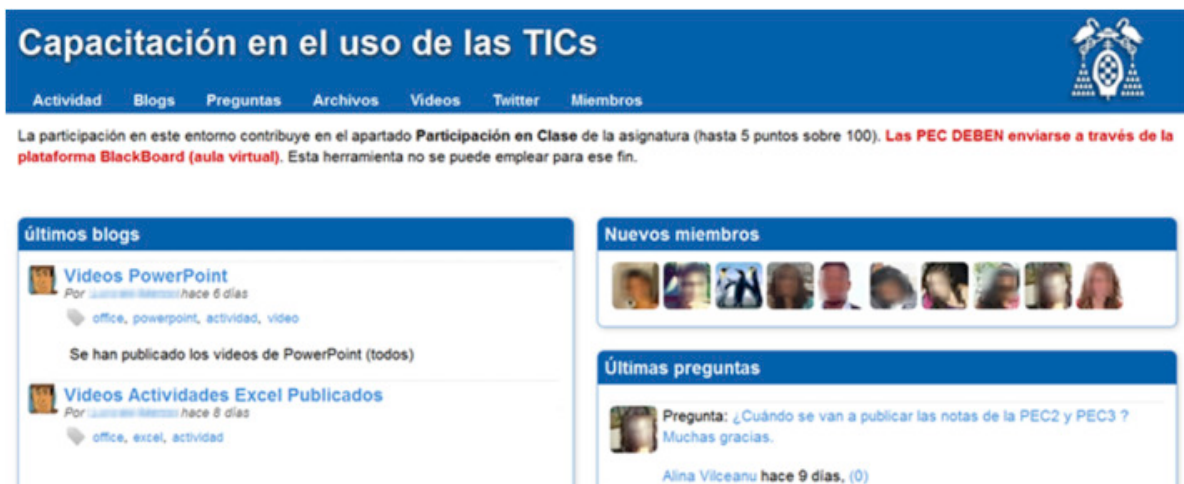 Capacitación en el uso de las TICs
Actividad Blogs Preguntas Archivos Videos Twitter Miembros
La participación en este entorno contribuye en el apartado Participación en Clase de la asignatura (hasta 5 puntos sobre 100). Las PEC DEBEN enviarse a través de la
plataforma BlackBoard (aula virtual). Esta herramienta no se puede emplear para ese fin.
últimos blogs
Videos PowerPoint
Por hace 6 días
office, powerpoint, actividad, video
Se han publicado los videos de PowerPoint (todos)
Videos Actividades Excel Publicados
Por hace 8 días
office, excel, actividad
Nuevos miembros
Últimas preguntas
Pregunta: ¿Cuándo se van a publicar las notas de la PEC2 y PEC3 ?
Muchas gracias.
Alina Vilceanu hace 9 días, (0)